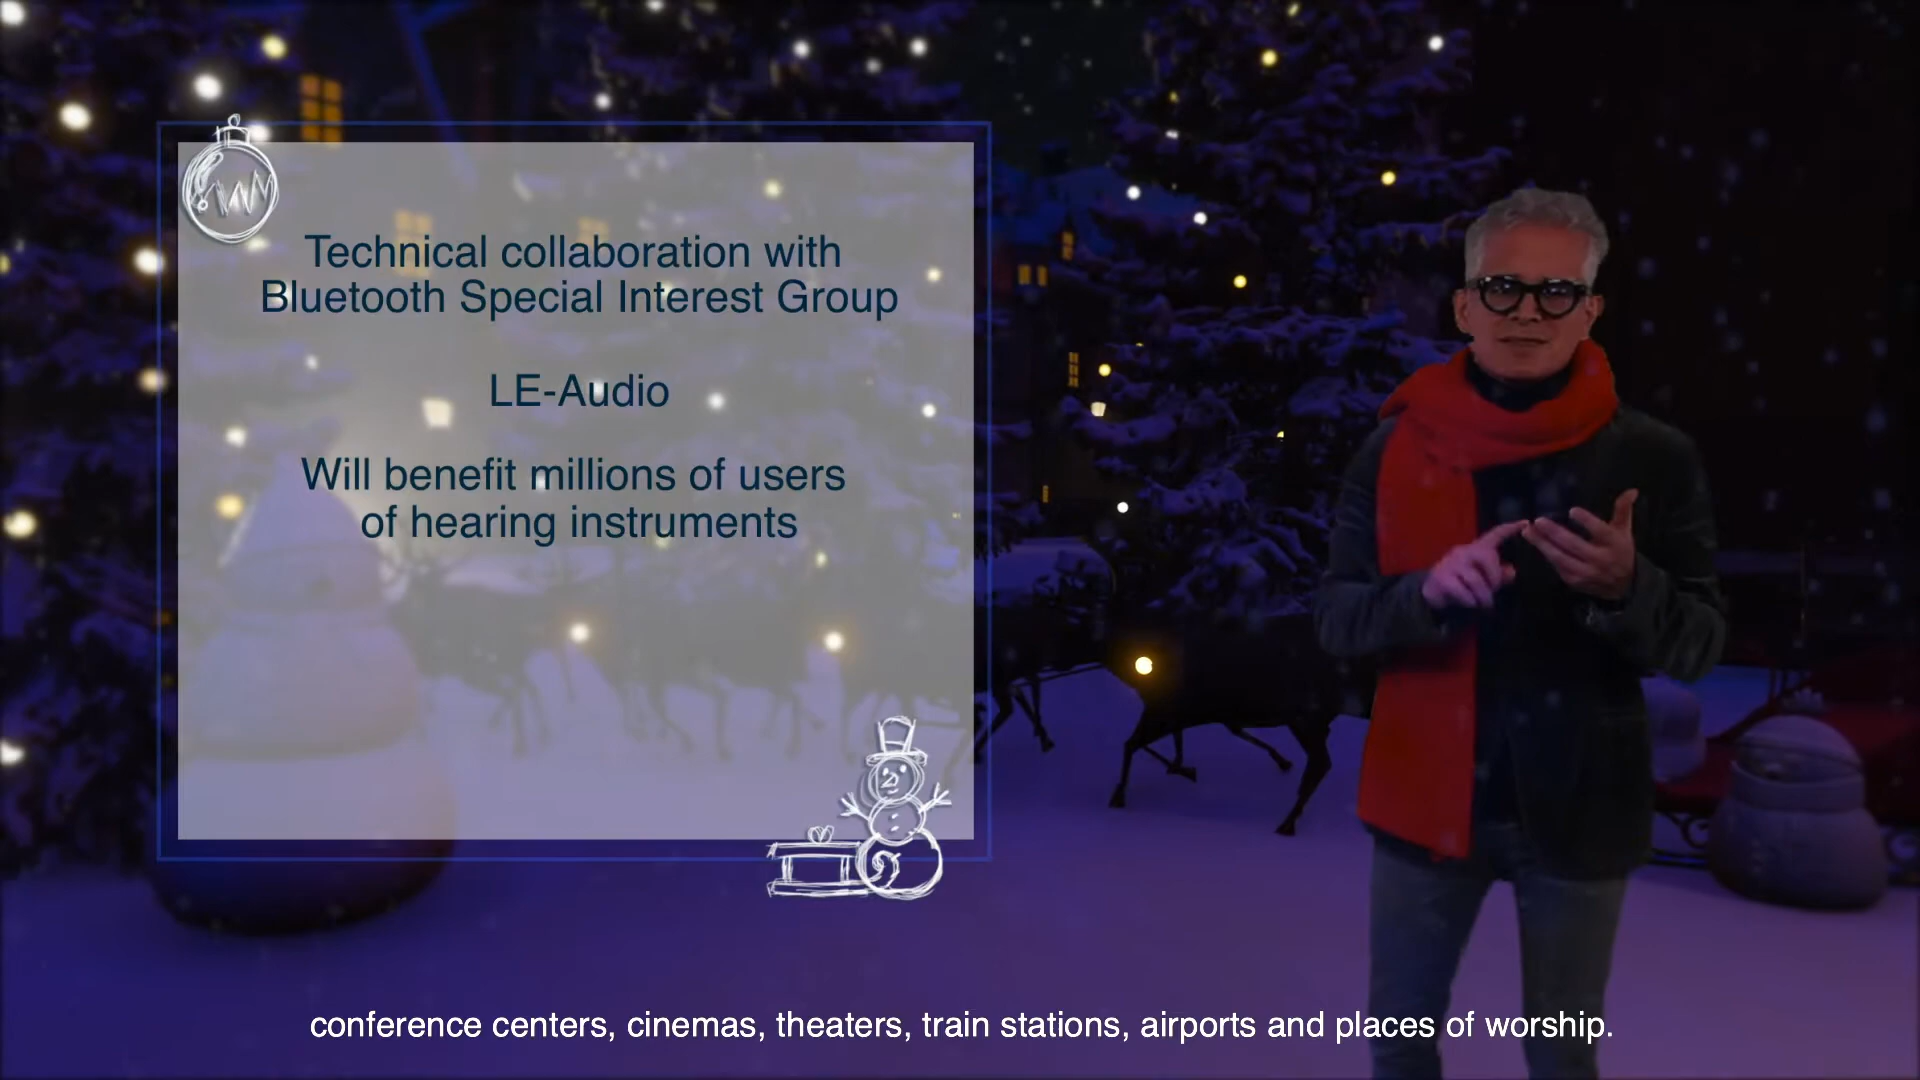 Technical collaboration with
Bluetooth Special Interest Group
LE-Audio
Will benefit millions of users
of hearing instruments
conference centers, cinemas, theaters, train stations, airports and places of worship.